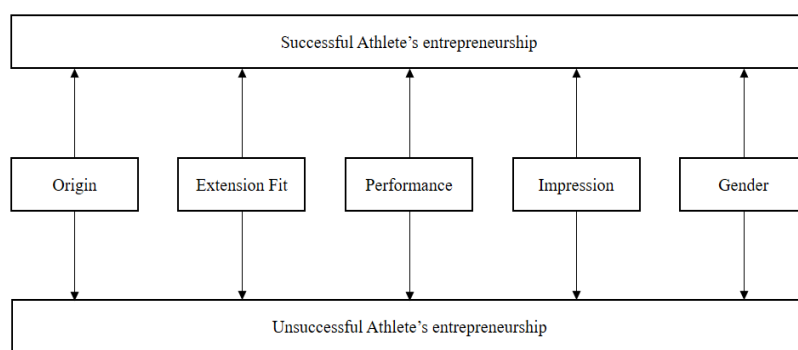 Successful Athlete’s entrepreneurship
Origin
Extension Fit
Performance
Impression
Gender
Unsuccessful Athlete’s entrepreneurship